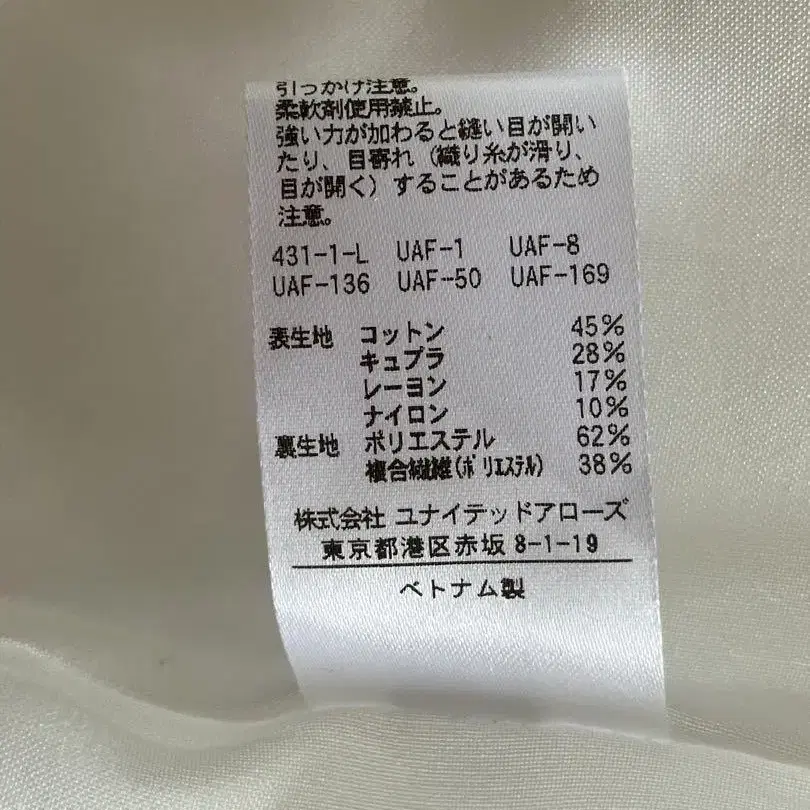 引っかけ注意。
柔軟剤使用禁止。
強い力が加わると縫い目が開い
たり、目寄れ（織り糸が滑り、
目が開く）することがあるため
注意。
431-1-L UAF-1 UAF-8
UAF-136 UAF-50 UAF-169
表生地 コットン 45%
キュプラ 28%
レーヨン 17%
ナイロン 10%
裏生地 ポリエステル 62%
複合繊維(ポリエステル) 38%
株式会社 ユナイテッドアローズ
東京都港区赤坂 8-1-19
ベトナム製